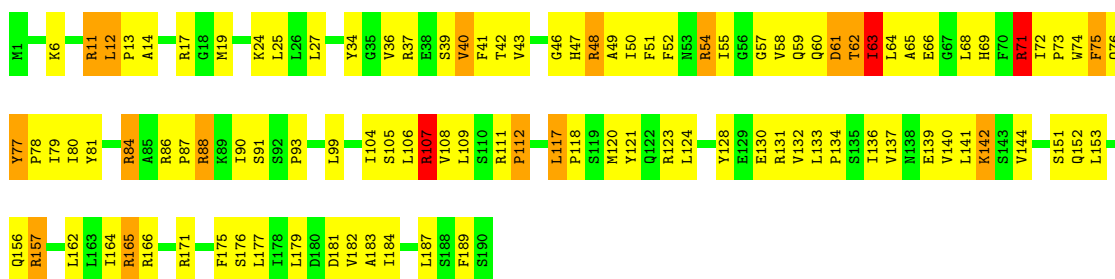 M1 K6 R11 L12 P13 A14 R17 G18 M19 K24 L25 L26 L27 Y34 G35 V36 R37 E38 S39 V40 F41 T42 V43 G46 H47 R48 A49 I50 F51 F52 N53 R54 I55 G56 G57 V58 Q59 Q60 D61 T62 I63 L64 A65 E66 G67 L68 H69 F70 R71 I72 P73 W74 F75 Q76
Y77 P78 I79 I80 Y81 R84 A85 R86 P87 R88 K89 I90 S91 S92 P93 L99 I104 S105 L106 R107 V108 L109 S110 R111 P112 L117 P118 S119 M120 Y121 Q122 R123 L124 Y128 E129 E130 R131 V132 L133 P134 S135 I136 V137 N138 E139 V140 L141 K142 S143 V144 S151 Q152 L153
Q156 R157 L162 L163 I164 R165 R166 R171 F175 S176 L177 I178 L179 D180 D181 V182 A183 I184 L187 S188 F189 S190